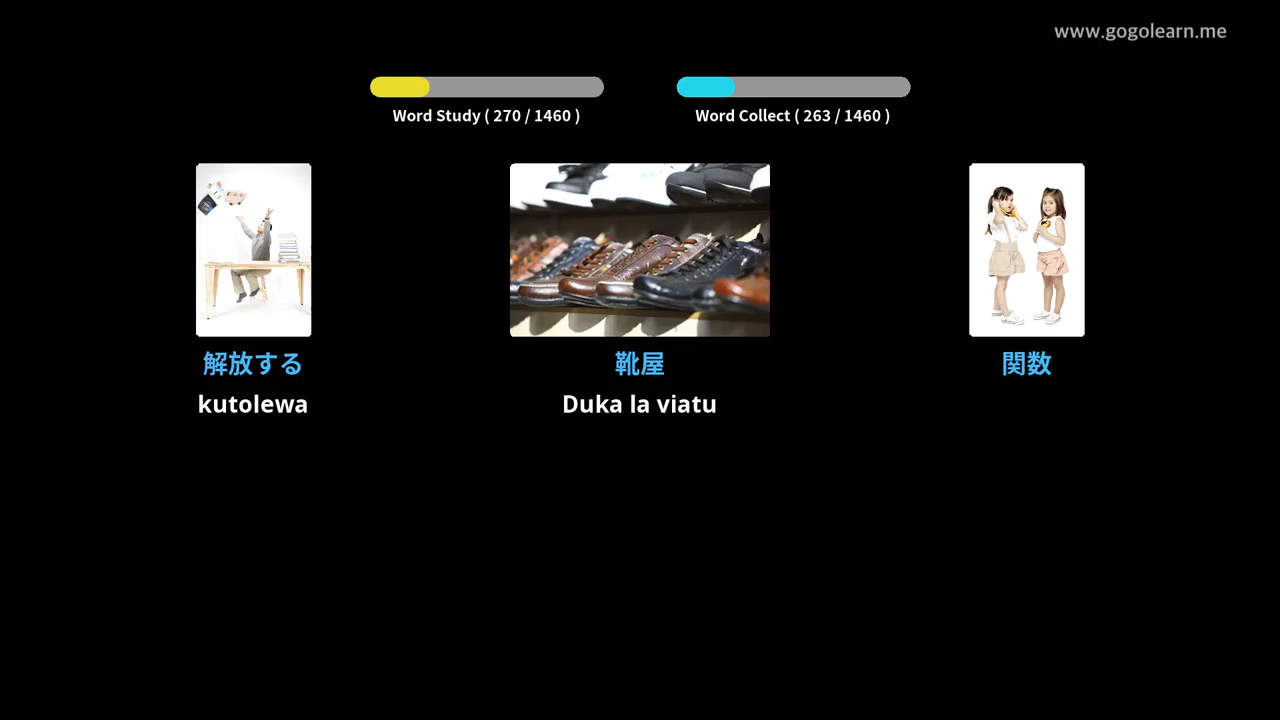 www.gogolearn.me
Word Study ( 270 / 1460 )
Word Collect ( 263 / 1460 )
解放する
靴屋
関数
kutolewa
Duka la viatu